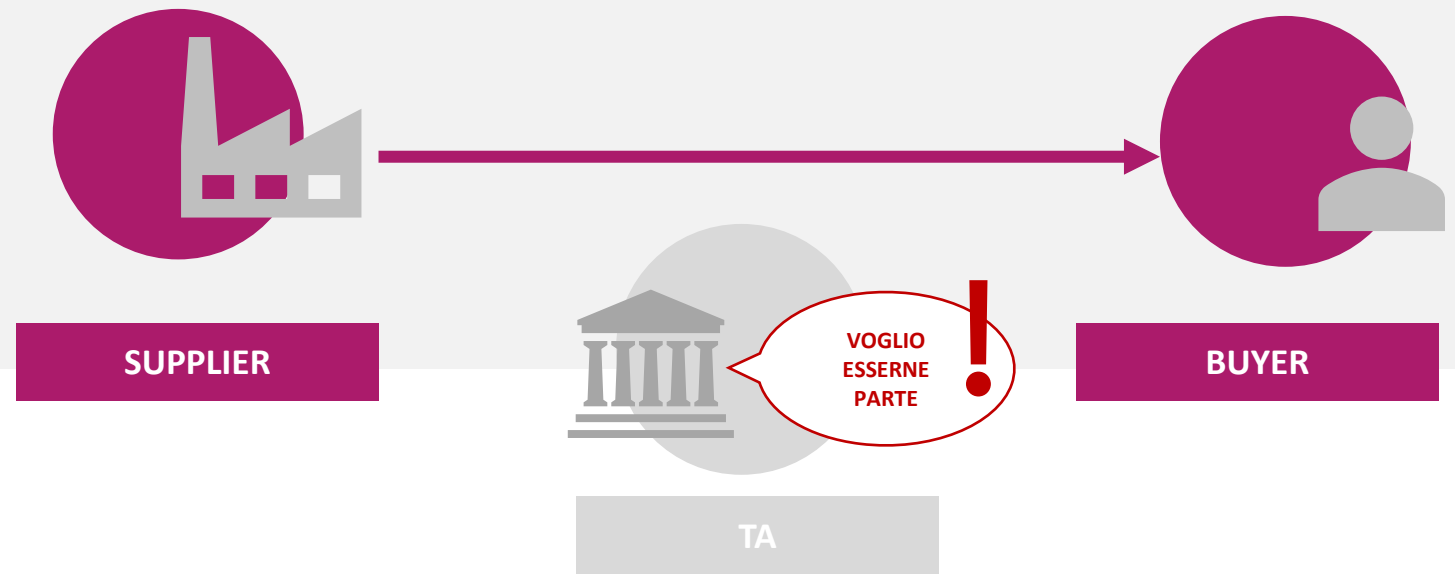 VOGLIO
ESSERNE
PARTE
!
SUPPLIER
BUYER
TA